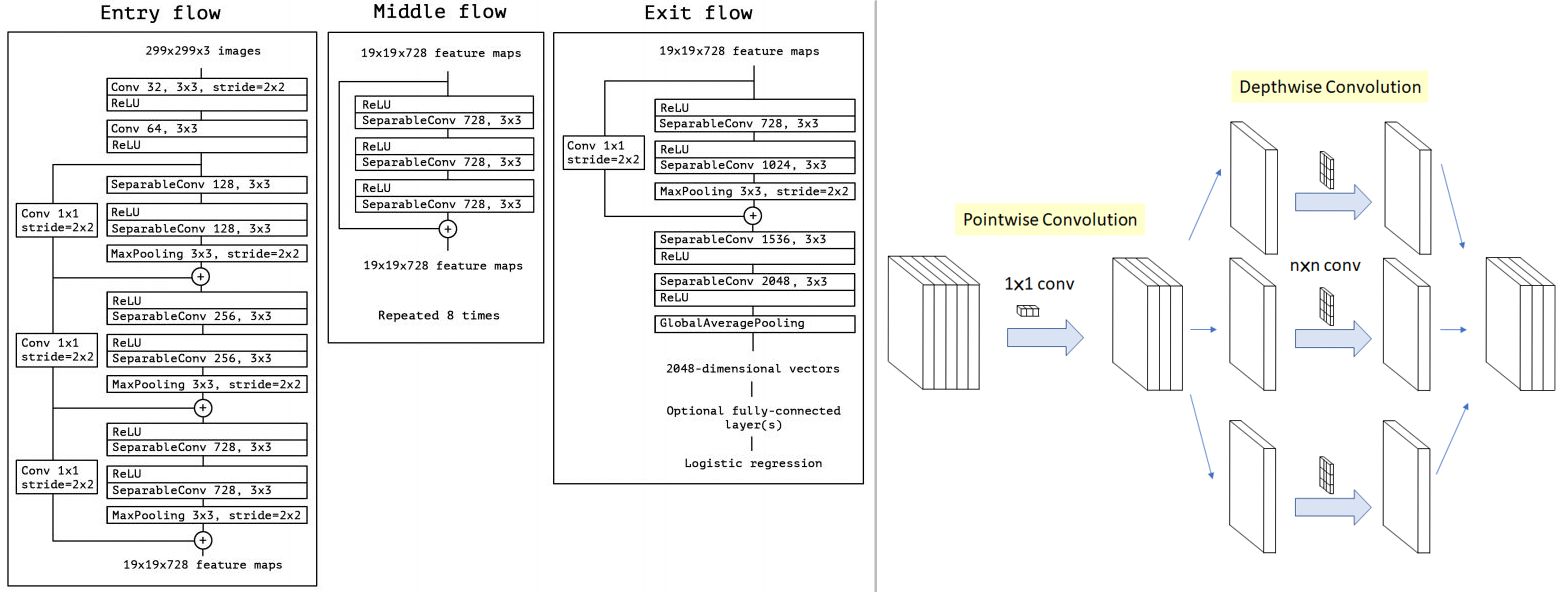 Entry flow
299x299x3 images
Conv 32, 3x3, stride=2x2
ReLU
Conv 64, 3x3
ReLU
SeparableConv 128, 3x3
Conv 1x1
stride=2x2
ReLU
SeparableConv 128, 3x3
MaxPooling 3x3, stride=2x2
+
ReLU
SeparableConv 256, 3x3
Conv 1x1
stride=2x2
ReLU
SeparableConv 256, 3x3
MaxPooling 3x3, stride=2x2
+
ReLU
SeparableConv 728, 3x3
Conv 1x1
stride=2x2
ReLU
SeparableConv 728, 3x3
MaxPooling 3x3, stride=2x2
+
19x19x728 feature maps
Middle flow
19x19x728 feature maps
ReLU
SeparableConv 728, 3x3
ReLU
SeparableConv 728, 3x3
ReLU
SeparableConv 728, 3x3
+
19x19x728 feature maps
Repeated 8 times
Exit flow
19x19x728 feature maps
ReLU
SeparableConv 728, 3x3
Conv 1x1
stride=2x2
ReLU
SeparableConv 1024, 3x3
MaxPooling 3x3, stride=2x2
+
SeparableConv 1536, 3x3
ReLU
SeparableConv 2048, 3x3
ReLU
GlobalAveragePooling
2048-dimensional vectors
Optional fully-connected
layer(s)
Logistic regression
Pointwise Convolution
1x1 conv
Depthwise Convolution
nxn conv